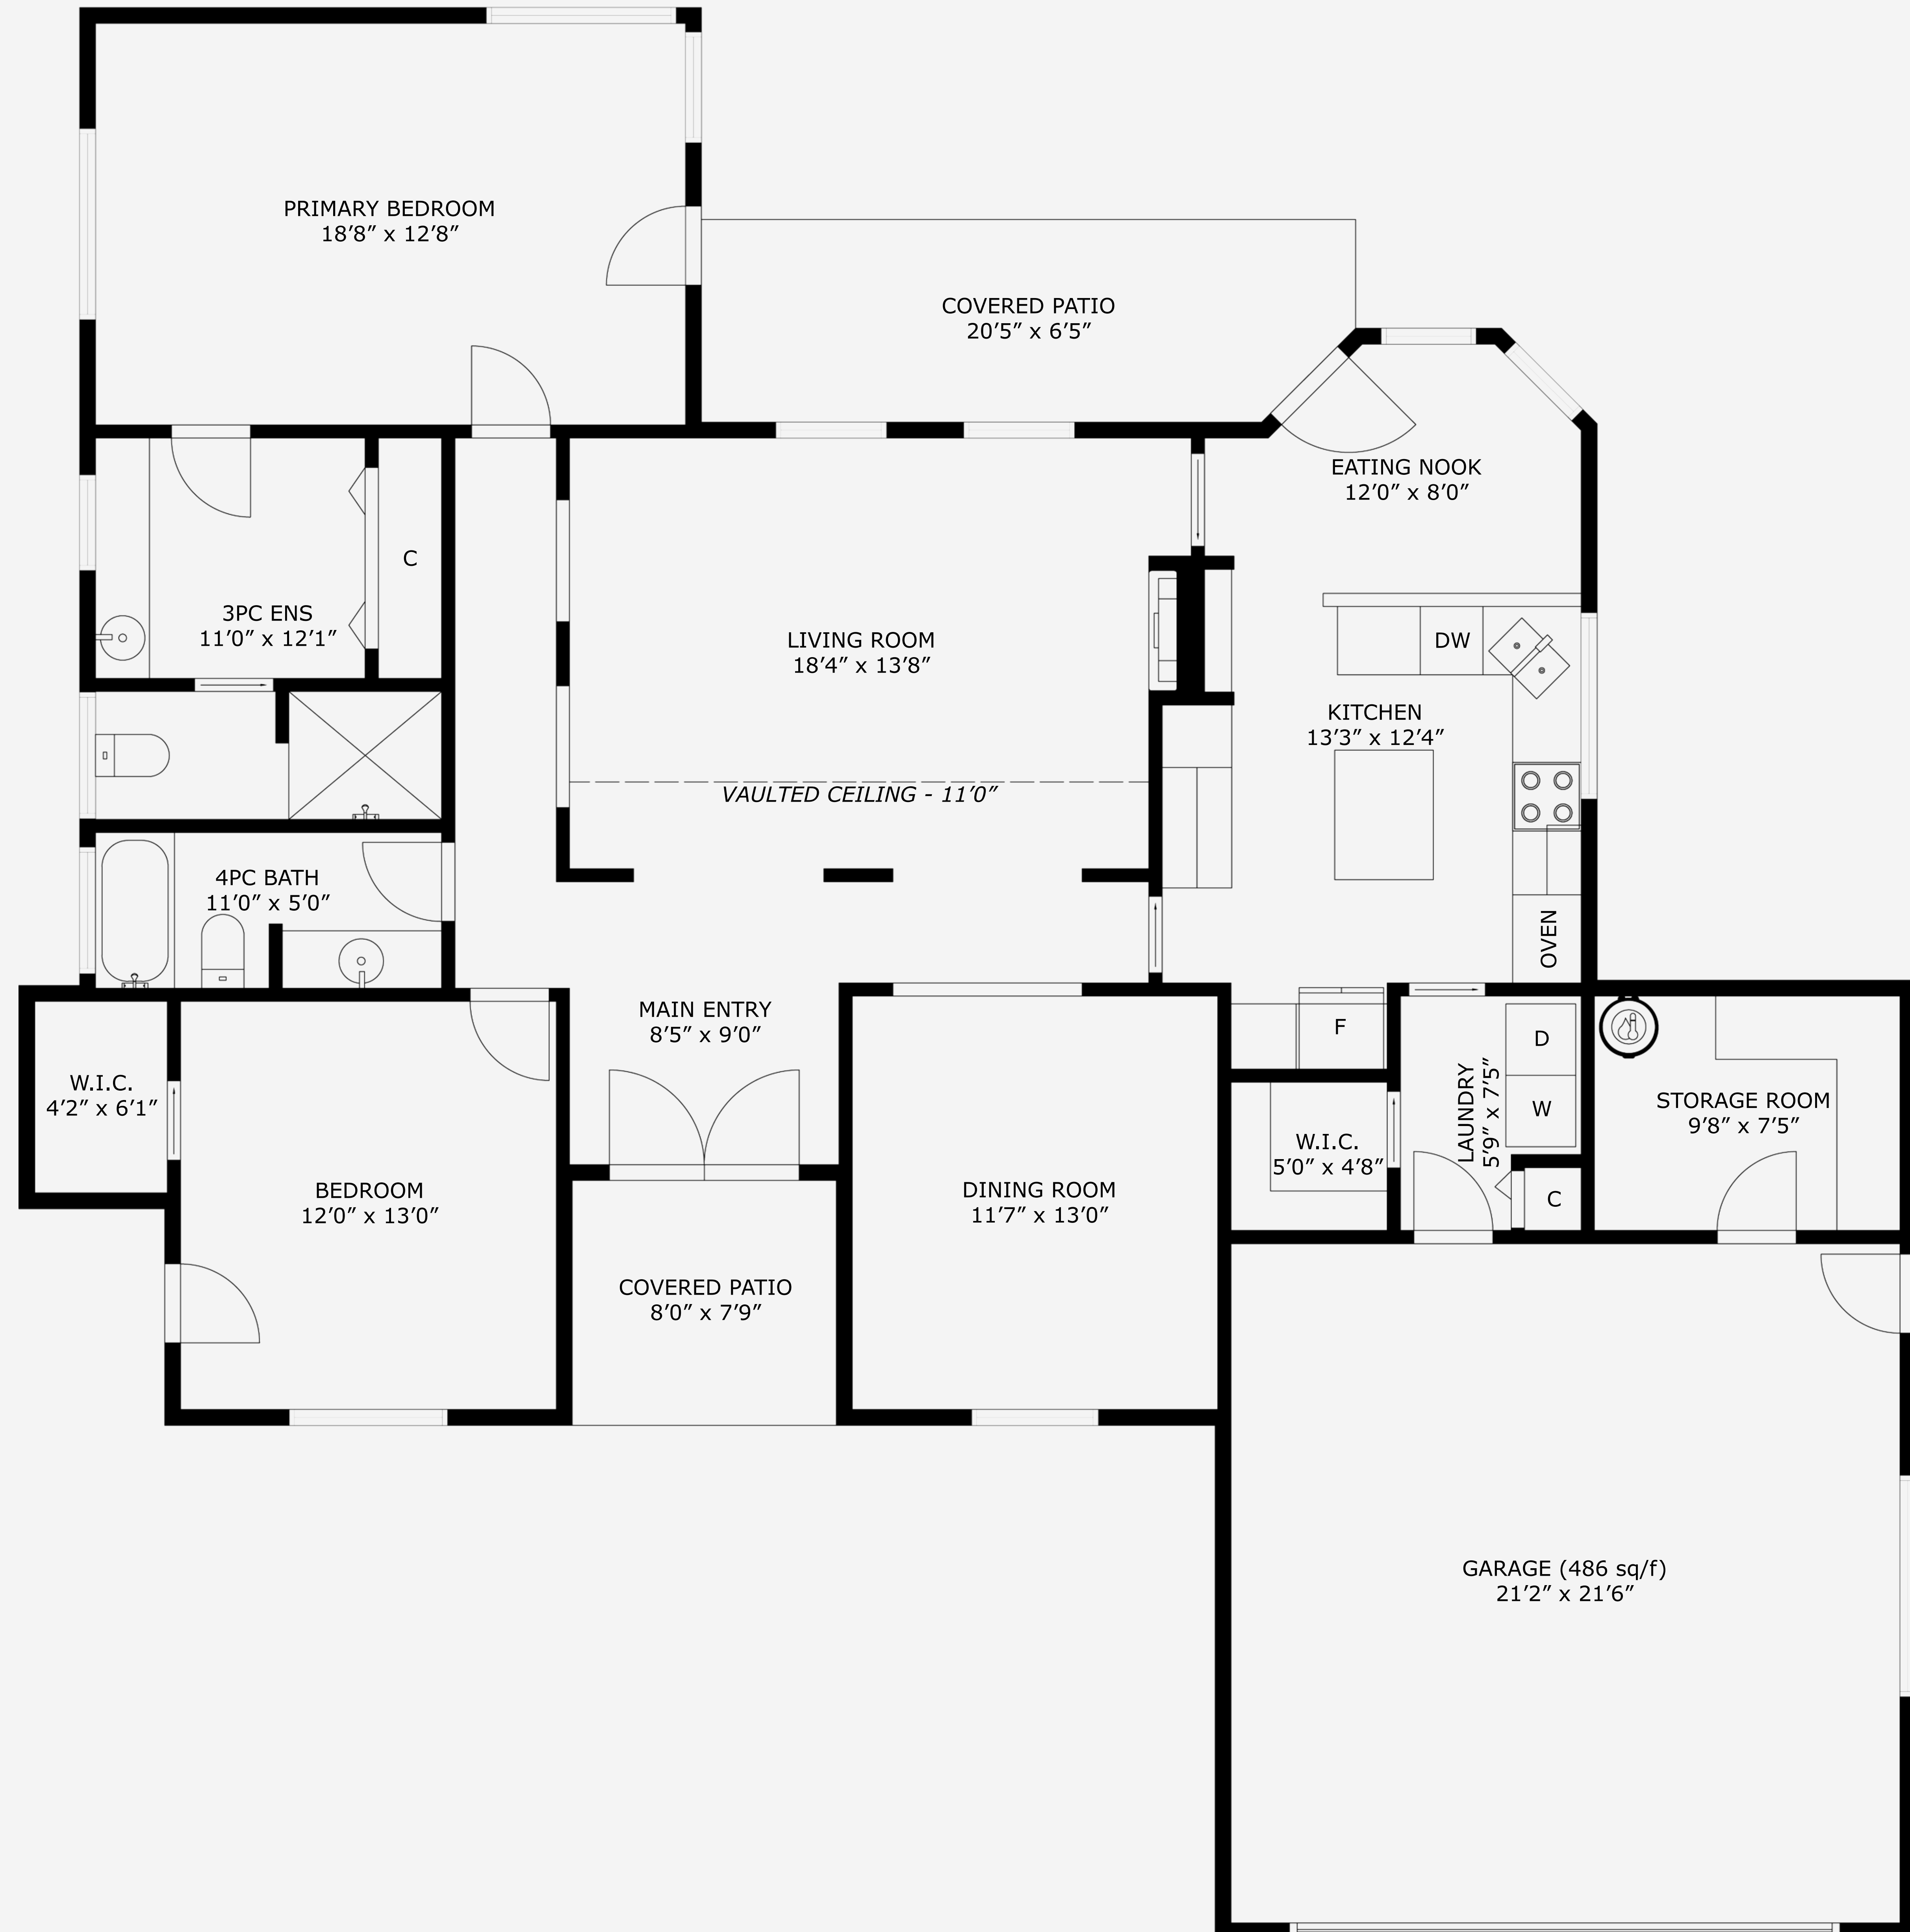 PRIMARY BEDROOM
18′8″ x 12′8″
COVERED PATIO
20′5″ x 6′5″
EATING NOOK
12′0″ x 8′0″
C
3PC ENS
11′0″ x 12′1″
LIVING ROOM
18′4″ x 13′8″
DW
KITCHEN
13′3″ x 12′4″
VAULTED CEILING - 11′0″
4PC BATH
11′0″ x 5′0″
OVEN
MAIN ENTRY
8′5″ x 9′0″
F
D
W.I.C.
4′2″ x 6′1″
LAUNDRY
5′9″ x 7′5″
W
STORAGE ROOM
9′8″ x 7′5″
W.I.C.
5′0″ x 4′8″
BEDROOM
12′0″ x 13′0″
DINING ROOM
11′7″ x 13′0″
C
COVERED PATIO
8′0″ x 7′9″
GARAGE (486 sq/f)
21′2″ x 21′6″